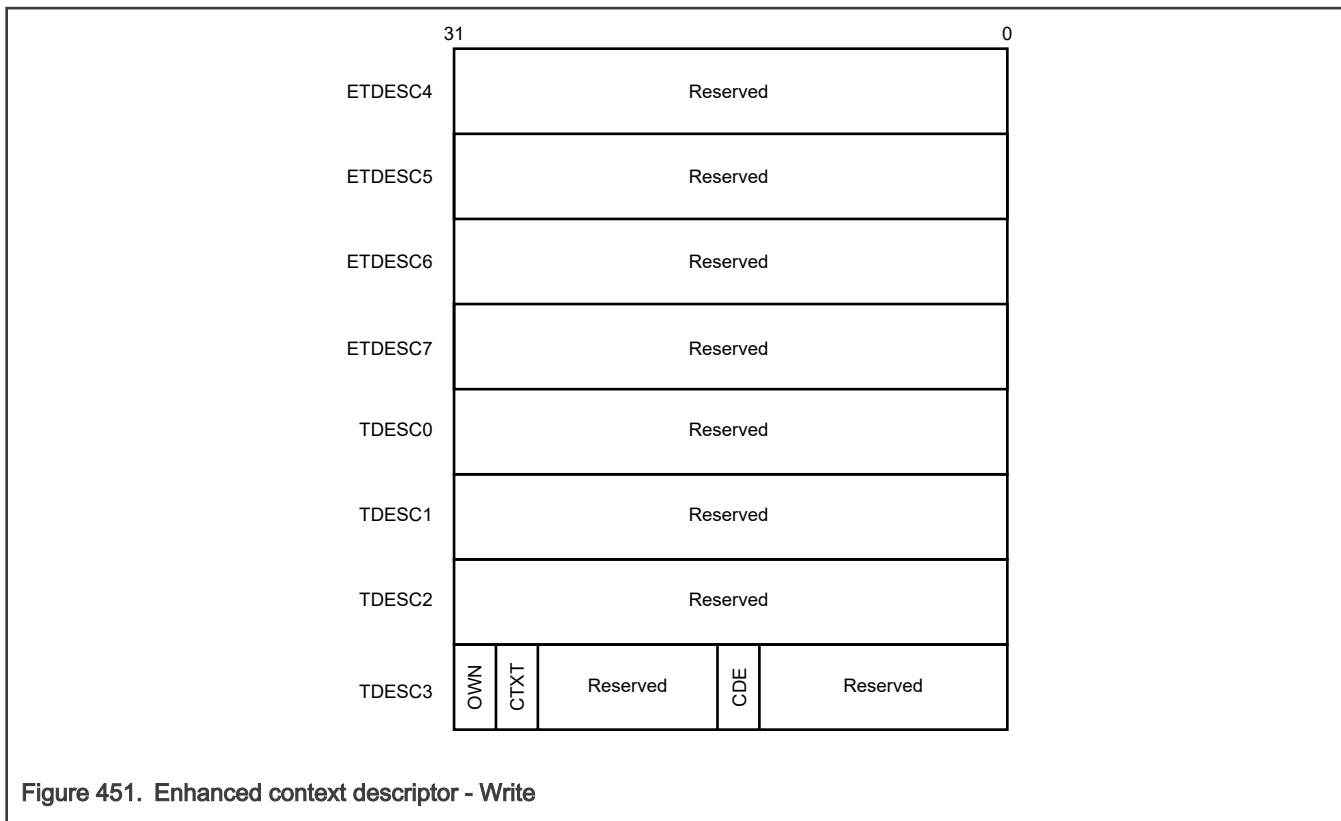 31 0
ETDESC4 Reserved
ETDESC5 Reserved
ETDESC6 Reserved
ETDESC7 Reserved
TDESC0 Reserved
TDESC1 Reserved
TDESC2 Reserved
TDESC3 OWN CTXT Reserved CDE Reserved
Figure 451. Enhanced context descriptor - Write